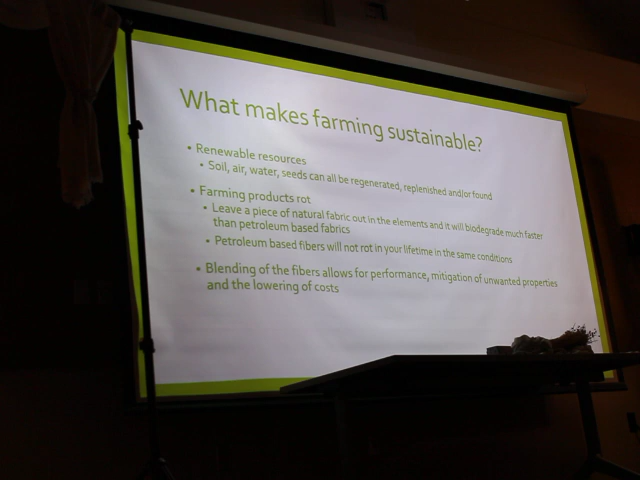 What makes farming sustainable?
• Renewable resources
• Soil, air, water, seeds can all be regenerated, replenished and/or found
• Farming products rot
• Leave a piece of natural fabric out in the elements and it will biodegrade much faster
than petroleum based fabrics
• Petroleum based fibers will not rot in your lifetime in the same conditions
• Blending of the fibers allows for performance, mitigation of unwanted properties
and the lowering of costs